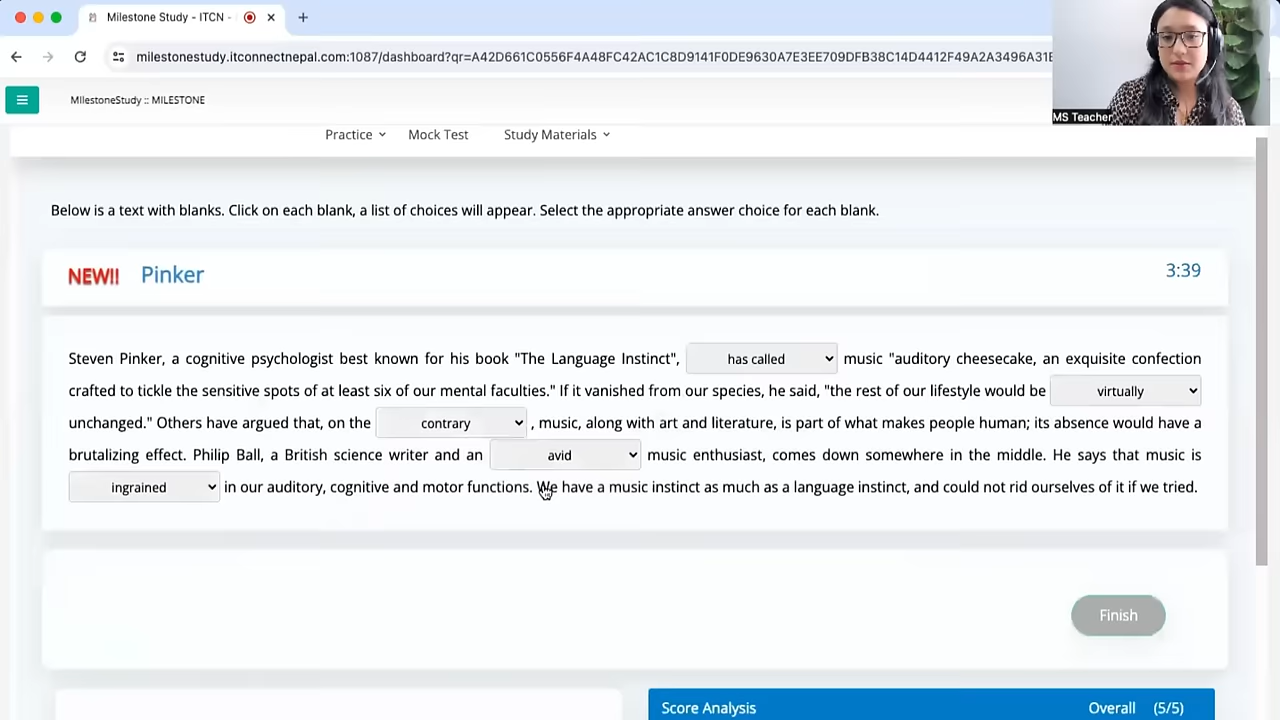 Milestone Study - ITCN -
milestonestudy.itconnectnepal.com:1087/dashboard?qr=A42D661C0556F4A48FC42AC1C8D9141F0DE9630A7E3EE709DFB38C14D4412F49A2A3496A31E
MilestoneStudy :: MILESTONE
MS Teacher
Practice Mock Test Study Materials
Below is a text with blanks. Click on each blank, a list of choices will appear. Select the appropriate answer choice for each blank.
NEW!! Pinker 3:39
Steven Pinker, a cognitive psychologist best known for his book "The Language Instinct", has called music "auditory cheesecake, an exquisite confection
crafted to tickle the sensitive spots of at least six of our mental faculties." If it vanished from our species, he said, "the rest of our lifestyle would be virtually
unchanged." Others have argued that, on the contrary , music, along with art and literature, is part of what makes people human; its absence would have a
brutalizing effect. Philip Ball, a British science writer and an avid music enthusiast, comes down somewhere in the middle. He says that music is
ingrained in our auditory, cognitive and motor functions. We have a music instinct as much as a language instinct, and could not rid ourselves of it if we tried.
Finish
Score Analysis Overall (5/5)